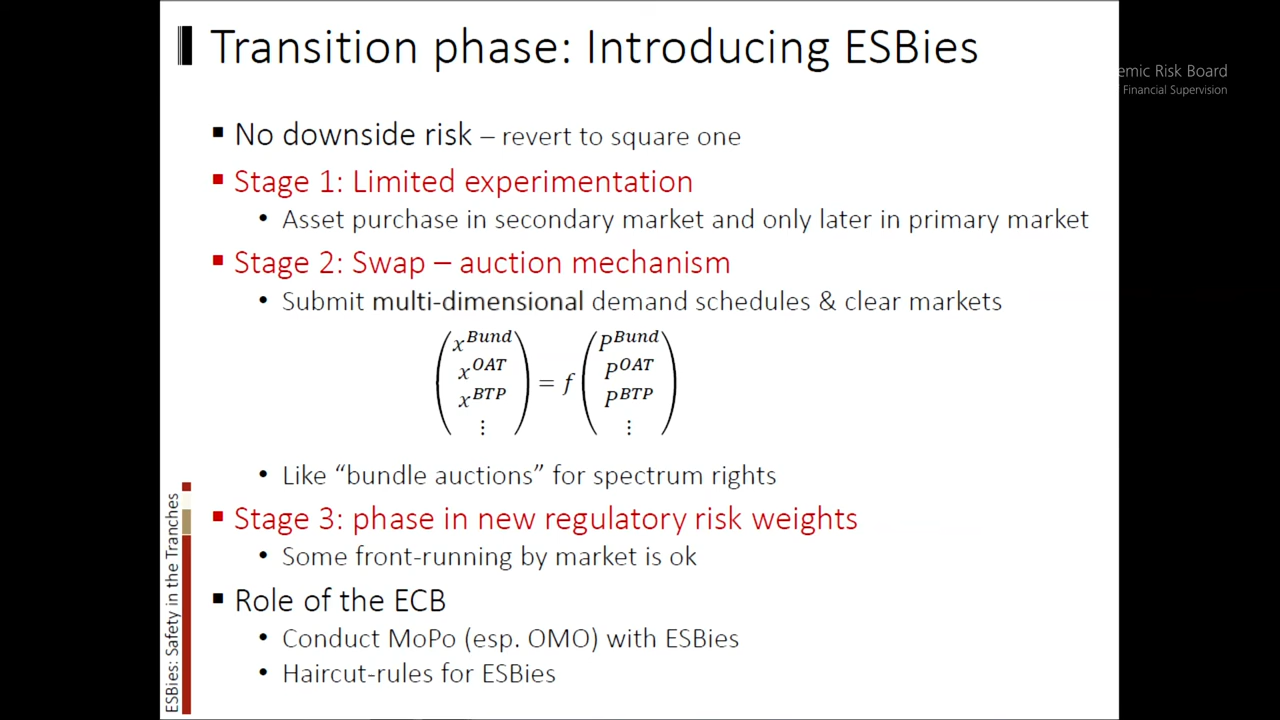 Transition phase: Introducing ESBies
emic Risk Board
Financial Supervision
No downside risk – revert to square one
Stage 1: Limited experimentation
• Asset purchase in secondary market and only later in primary market
Stage 2: Swap – auction mechanism
• Submit multi-dimensional demand schedules & clear markets
x^Bund P^Bund
x^OAT = f P^OAT
x^BTP P^BTP
⋮ ⋮
• Like “bundle auctions” for spectrum rights
Stage 3: phase in new regulatory risk weights
• Some front-running by market is ok
Role of the ECB
• Conduct MoPo (esp. OMO) with ESBies
• Haircut-rules for ESBies
ESBies: Safety in the Tranches